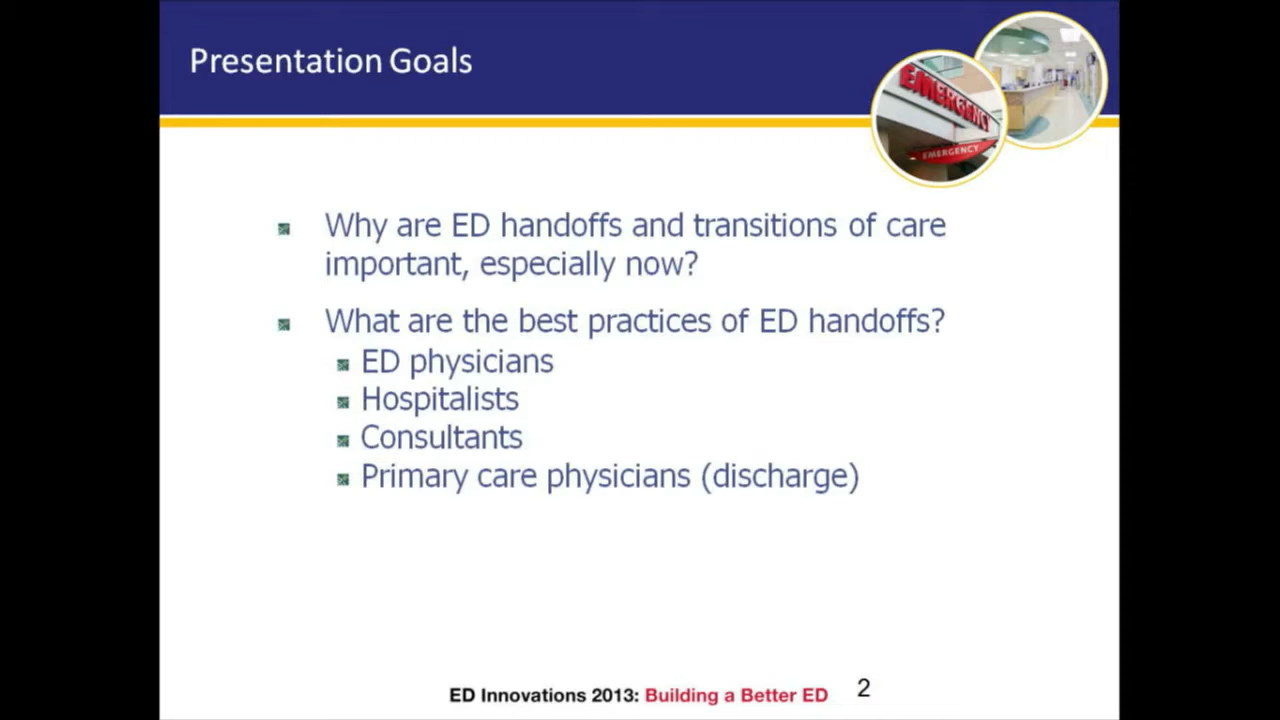 Presentation Goals
EMERGENCY
EMERGENCY
Why are ED handoffs and transitions of care
important, especially now?
What are the best practices of ED handoffs?
ED physicians
Hospitalists
Consultants
Primary care physicians (discharge)
ED Innovations 2013: Building a Better ED 2